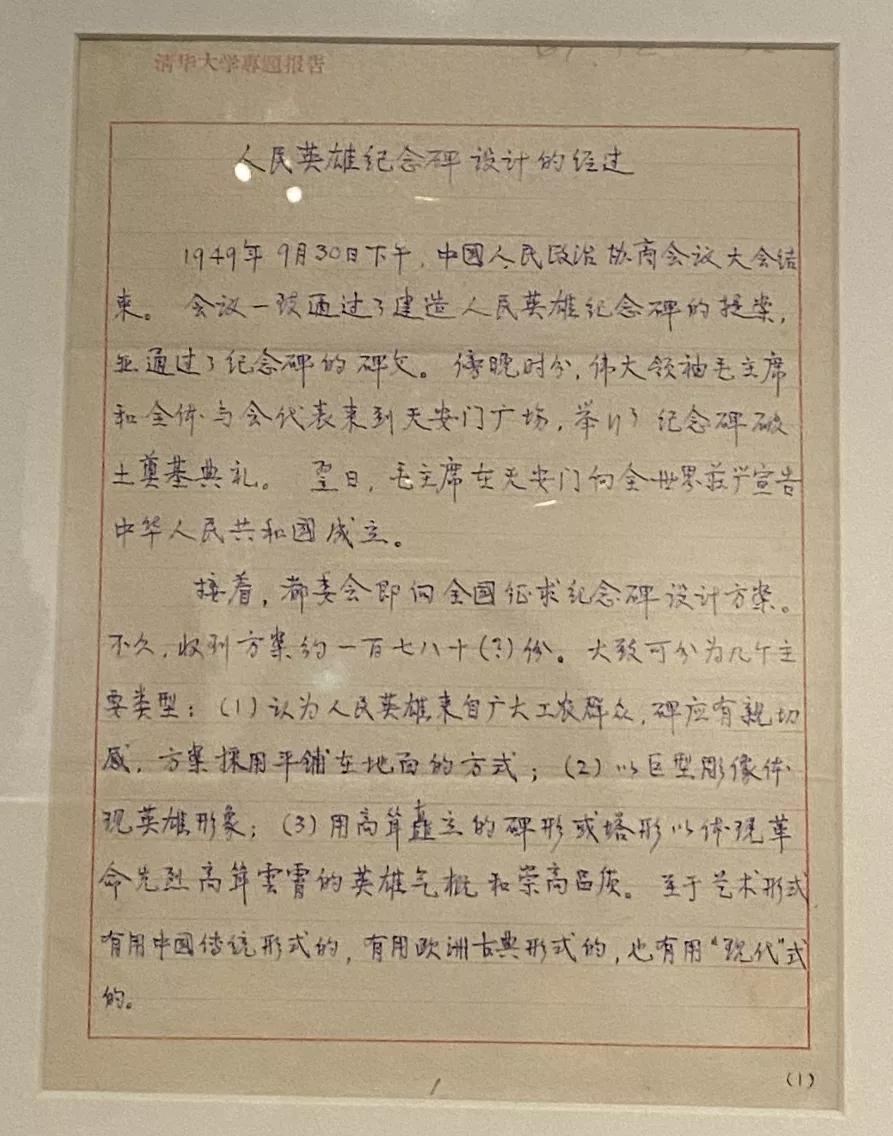 清华大学專題报告
人民英雄纪念碑设计的经过
1949年9月30日下午，中國人民政治协商会议大会结
束。会议一致通过了建造人民英雄纪念碑的提案，
并通过了纪念碑的碑文。傍晚时分，伟大领袖毛主席
和全体与会代表来到天安门广场，举行了纪念碑破
土奠基典礼。翌日，毛主席在天安门向全世界莊严宣告
中华人民共和國成立。
接着，都委会即向全国征求纪念碑设计方案。
不久，收到方案约一百七八十(?)份。大致可分为几个主
要类型：(1)认为人民英雄来自广大工农群众，碑应有親切
感，方案採用平铺在地面的方式；(2)以巨型彫像体
现英雄形象；(3)用高耸矗立的碑形或塔形以体现革
命先烈高耸雲霄的英雄气概和崇高品质。至于艺术形式
有用中國传统形式的，有用欧洲古典形式的，也有用“现代”式
的。
(1)